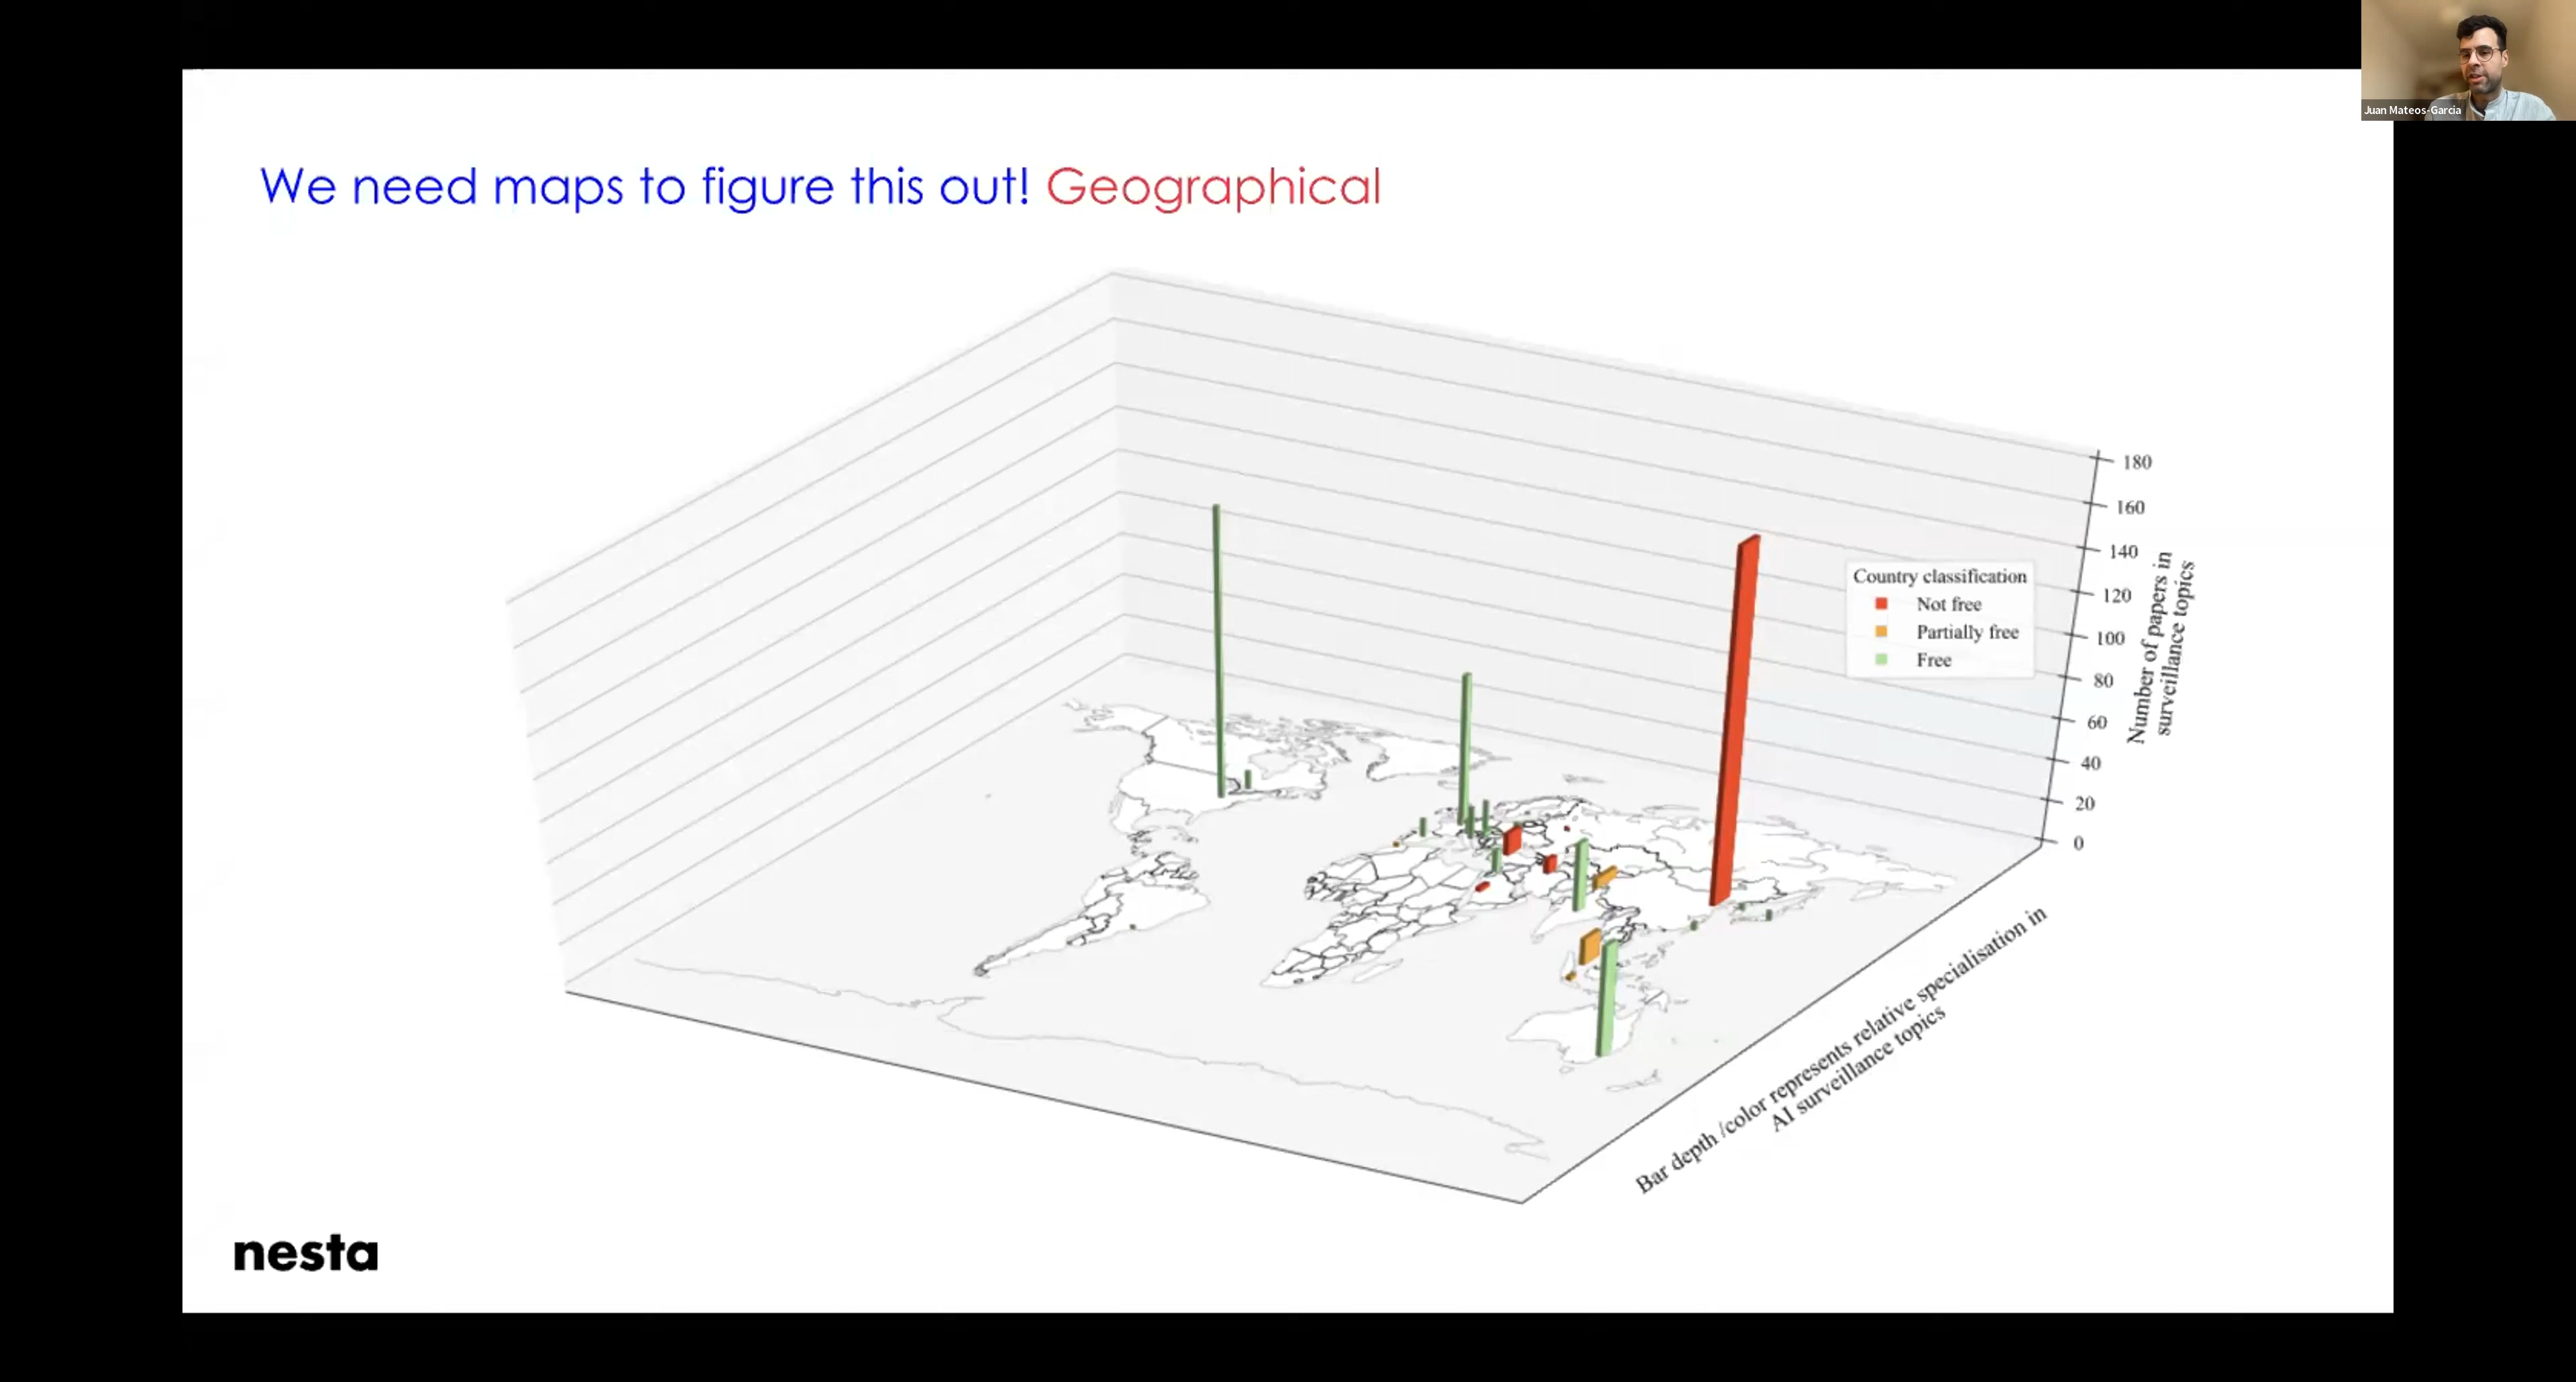 Juan Mateos-Garcia
We need maps to figure this out! Geographical
180
160
140
120
100
80
60
40
20
0
Number of papers in
surveillance topics
Country classification
Not free
Partially free
Free
Bar depth /color represents relative specialisation in
AI surveillance topics
nesta